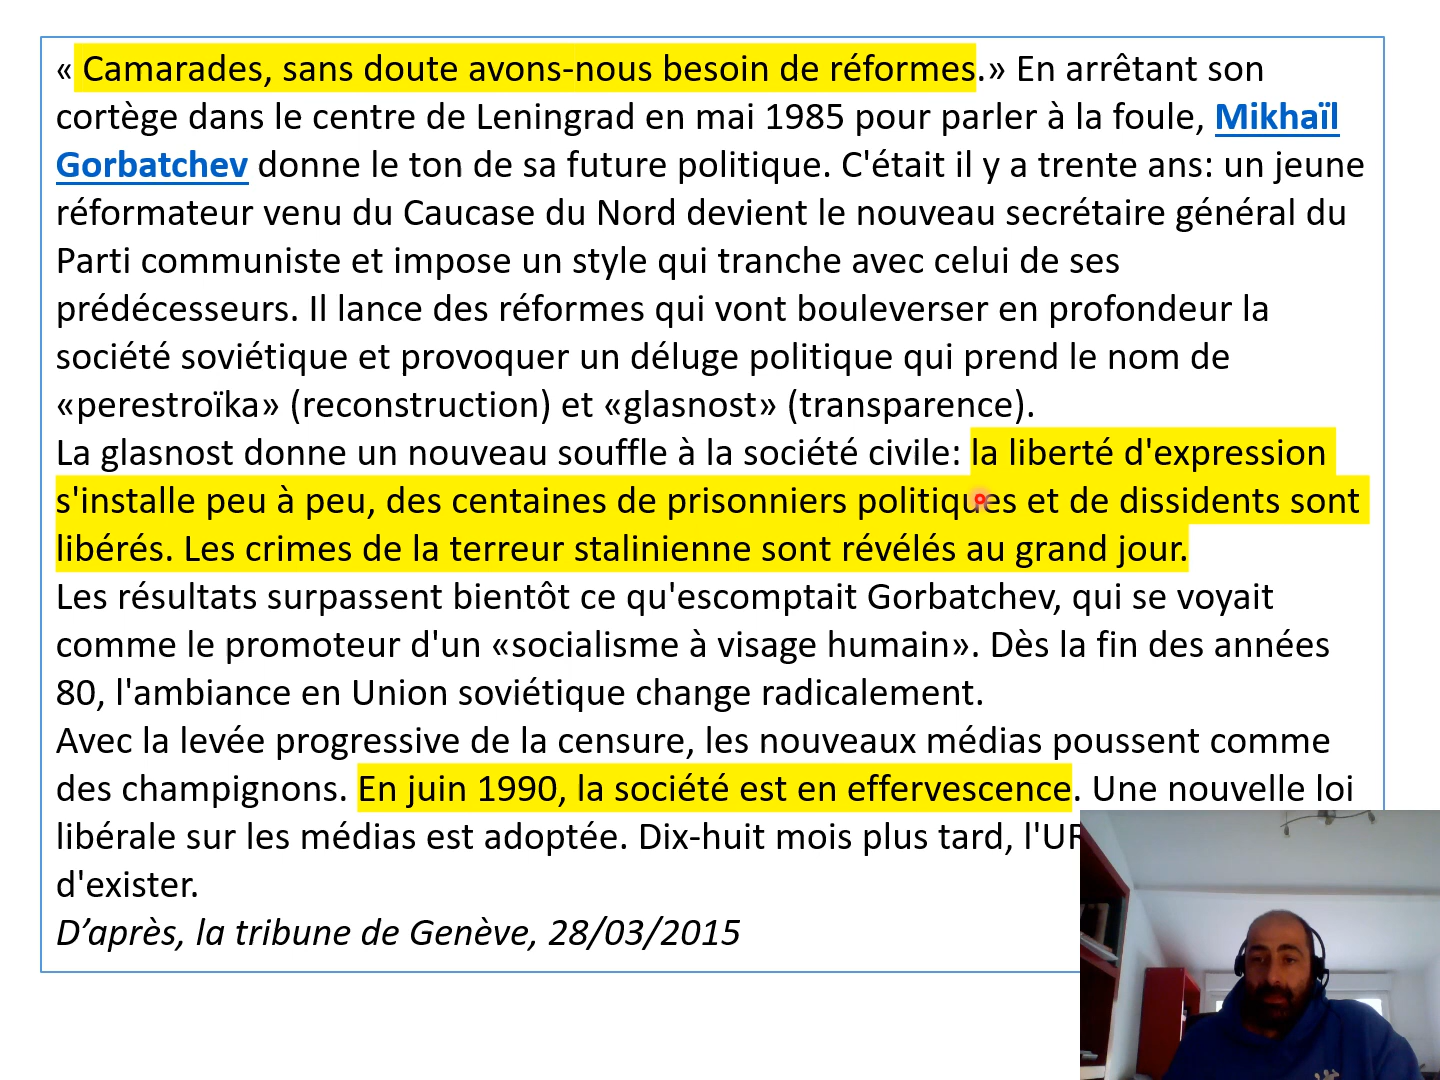 « Camarades, sans doute avons-nous besoin de réformes.» En arrêtant son
cortège dans le centre de Leningrad en mai 1985 pour parler à la foule, Mikhaïl
Gorbatchev donne le ton de sa future politique. C'était il y a trente ans: un jeune
réformateur venu du Caucase du Nord devient le nouveau secrétaire général du
Parti communiste et impose un style qui tranche avec celui de ses
prédécesseurs. Il lance des réformes qui vont bouleverser en profondeur la
société soviétique et provoquer un déluge politique qui prend le nom de
«perestroïka» (reconstruction) et «glasnost» (transparence).
La glasnost donne un nouveau souffle à la société civile: la liberté d'expression
s'installe peu à peu, des centaines de prisonniers politiques et de dissidents sont
libérés. Les crimes de la terreur stalinienne sont révélés au grand jour.
Les résultats surpassent bientôt ce qu'escomptait Gorbatchev, qui se voyait
comme le promoteur d'un «socialisme à visage humain». Dès la fin des années
80, l'ambiance en Union soviétique change radicalement.
Avec la levée progressive de la censure, les nouveaux médias poussent comme
des champignons. En juin 1990, la société est en effervescence. Une nouvelle loi
libérale sur les médias est adoptée. Dix-huit mois plus tard,
d'exister.
D’après, la tribune de Genève, 28/03/2015